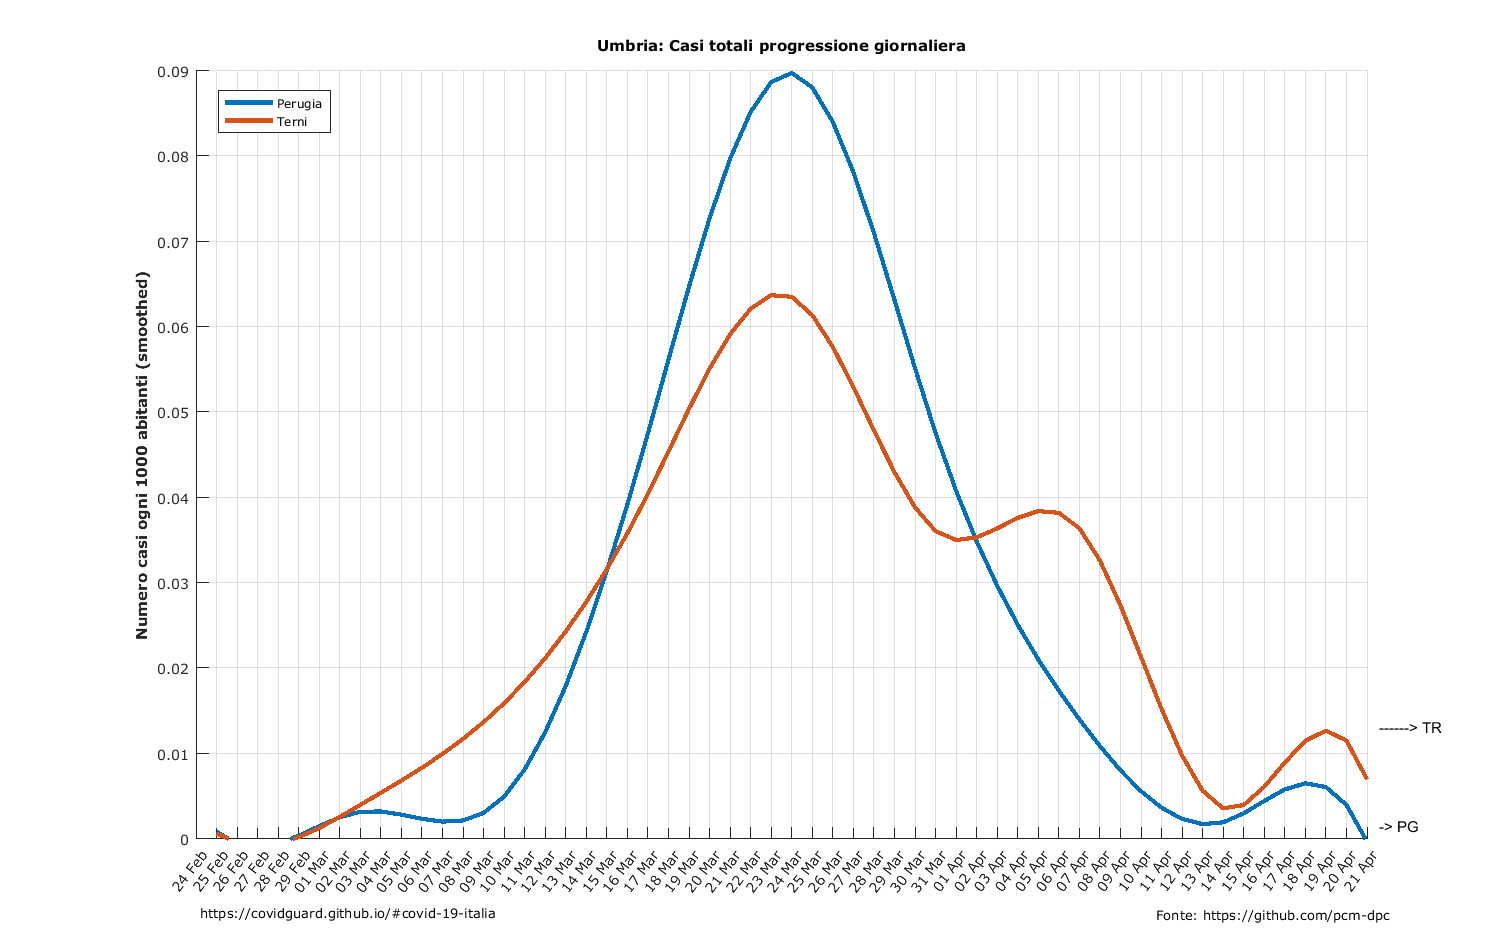 Umbria: Casi totali progressione giornaliera
Numero casi ogni 1000 abitanti (smoothed)
0.09
0.08
0.07
0.06
0.05
0.04
0.03
0.02
0.01
0
Perugia
Terni
------> TR
-> PG
24 Feb
25 Feb
26 Feb
27 Feb
28 Feb
29 Feb
01 Mar
02 Mar
03 Mar
04 Mar
05 Mar
06 Mar
07 Mar
08 Mar
09 Mar
10 Mar
11 Mar
12 Mar
13 Mar
14 Mar
15 Mar
16 Mar
17 Mar
18 Mar
19 Mar
20 Mar
21 Mar
22 Mar
23 Mar
24 Mar
25 Mar
26 Mar
27 Mar
28 Mar
29 Mar
30 Mar
31 Mar
01 Apr
02 Apr
03 Apr
04 Apr
05 Apr
06 Apr
07 Apr
08 Apr
09 Apr
10 Apr
11 Apr
12 Apr
13 Apr
14 Apr
15 Apr
16 Apr
17 Apr
18 Apr
19 Apr
20 Apr
21 Apr
https://covidguard.github.io/#covid-19-italia
Fonte: https://github.com/pcm-dpc